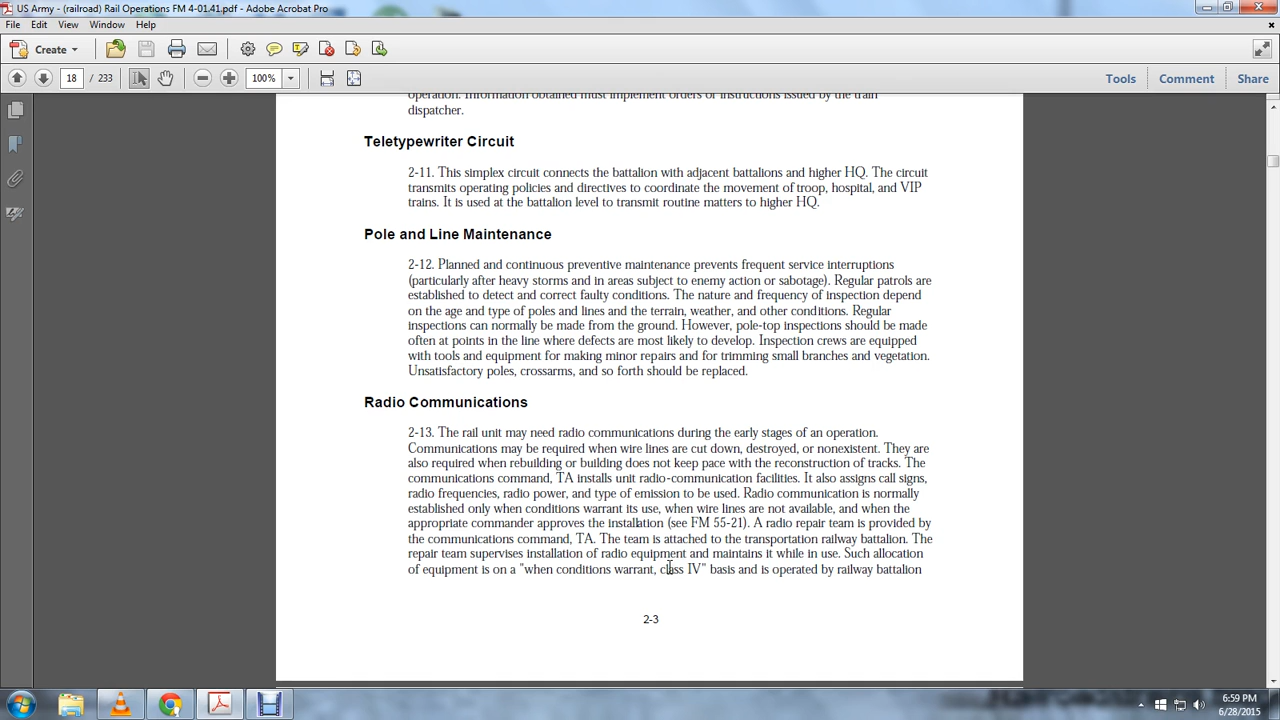 US Army - (railroad) Rail Operations FM 4-01.41.pdf - Adobe Acrobat Pro
File Edit View Window Help
Create
18 / 233 100% Tools Comment Share
operation. Information obtained must implement orders or instructions issued by the train
dispatcher.
Teletypewriter Circuit
2-11. This simplex circuit connects the battalion with adjacent battalions and higher HQ. The circuit
transmits operating policies and directives to coordinate the movement of troop, hospital, and VIP
trains. It is used at the battalion level to transmit routine matters to higher HQ.
Pole and Line Maintenance
2-12. Planned and continuous preventive maintenance prevents frequent service interruptions
(particularly after heavy storms and in areas subject to enemy action or sabotage). Regular patrols are
established to detect and correct faulty conditions. The nature and frequency of inspection depend
on the age and type of poles and lines and the terrain, weather, and other conditions. Regular
inspections can normally be made from the ground. However, pole-top inspections should be made
often at points in the line where defects are most likely to develop. Inspection crews are equipped
with tools and equipment for making minor repairs and for trimming small branches and vegetation.
Unsatisfactory poles, crossarms, and so forth should be replaced.
Radio Communications
2-13. The rail unit may need radio communications during the early stages of an operation.
Communications may be required when wire lines are cut down, destroyed, or nonexistent. They are
also required when rebuilding or building does not keep pace with the reconstruction of tracks. The
communications command, TA installs unit radio-communication facilities. It also assigns call signs,
radio frequencies, radio power, and type of emission to be used. Radio communication is normally
established only when conditions warrant its use, when wire lines are not available, and when the
appropriate commander approves the installation (see FM 55-21). A radio repair team is provided by
the communications command, TA. The team is attached to the transportation railway battalion. The
repair team supervises installation of radio equipment and maintains it while in use. Such allocation
of equipment is on a "when conditions warrant, class IV" basis and is operated by railway battalion
2-3
6:59 PM
6/28/2015